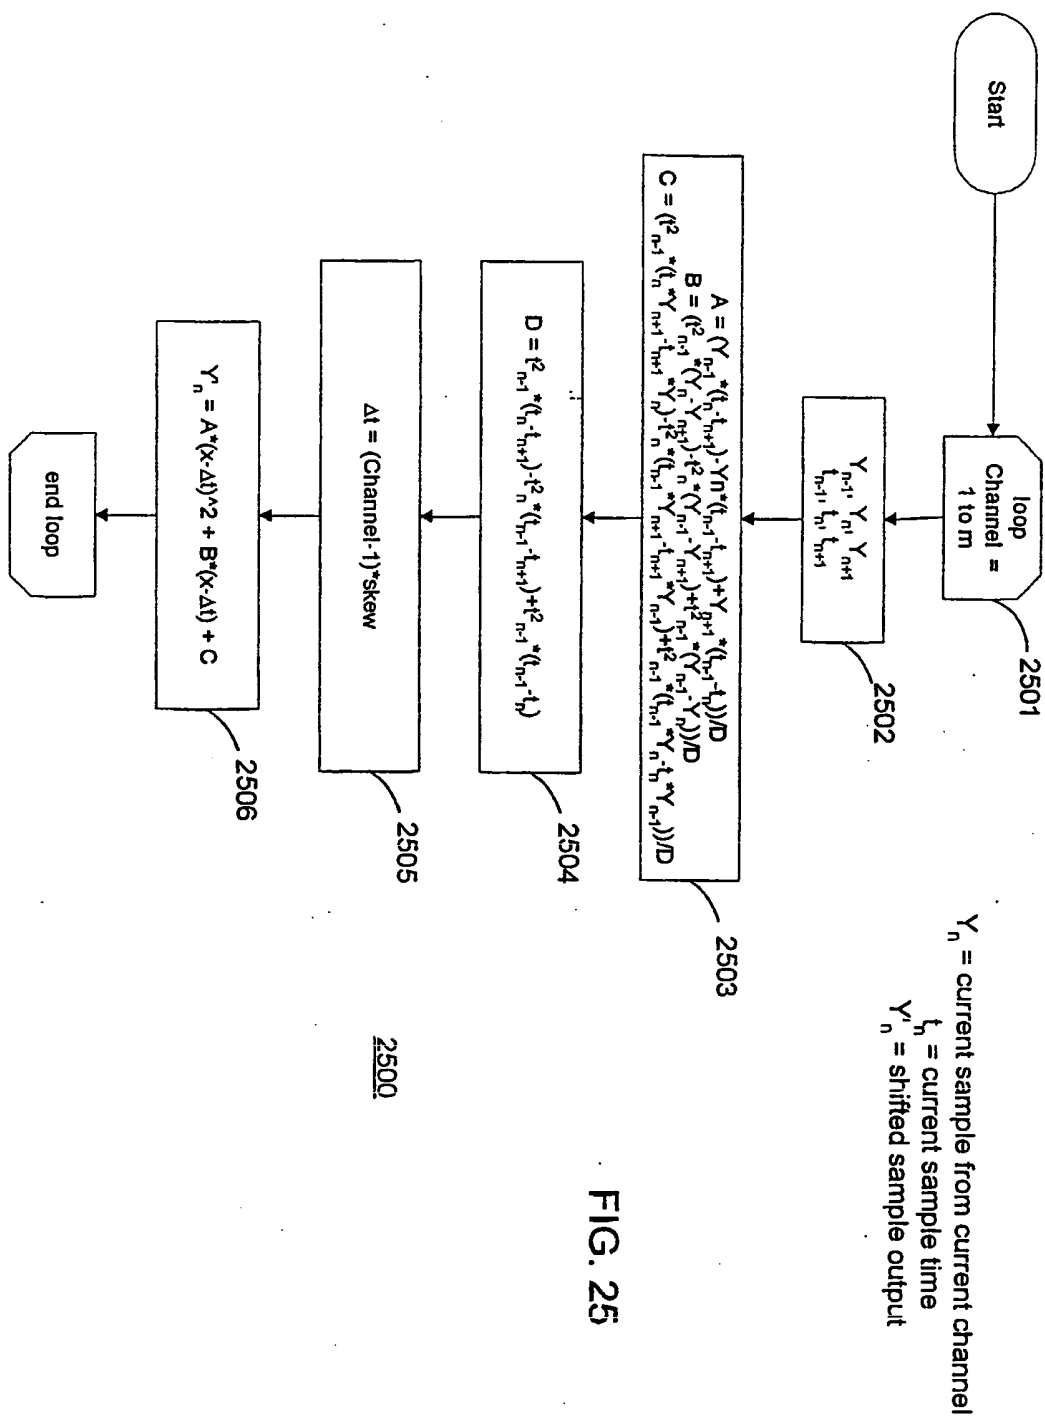 Start
loop
Channel =
1 to m
2501
Yn-1, Yn, Yn+1
tn-1, tn, tn+1
2502
A = (Yn-1*(tn-tn+1)-Yn*(tn-1-tn+1)+Yn+1*(tn-1-tn))/D
B = (t²n-1*(Yn-Yn+1)-t²n*(Yn-1-Yn+1)+t²n-1*(Yn-1-Yn))/D
C = (t²n-1*(tn*Yn+1-tn+1*Yn)-t²n*(tn-1*Yn+1-tn+1*Yn-1)+t²n-1*(tn-1*Yn-tn*Yn-1))/D
2503
D = t²n-1*(tn-tn+1)-t²n*(tn-1-tn+1)+t²n-1*(tn-1-tn)
2504
Δt = (Channel-1)*skew
2505
Y'n = A*(x-Δt)^2 + B*(x-Δt) + C
2506
end loop
Yn = current sample from current channel
tn = current sample time
Y'n = shifted sample output
2500
FIG. 25